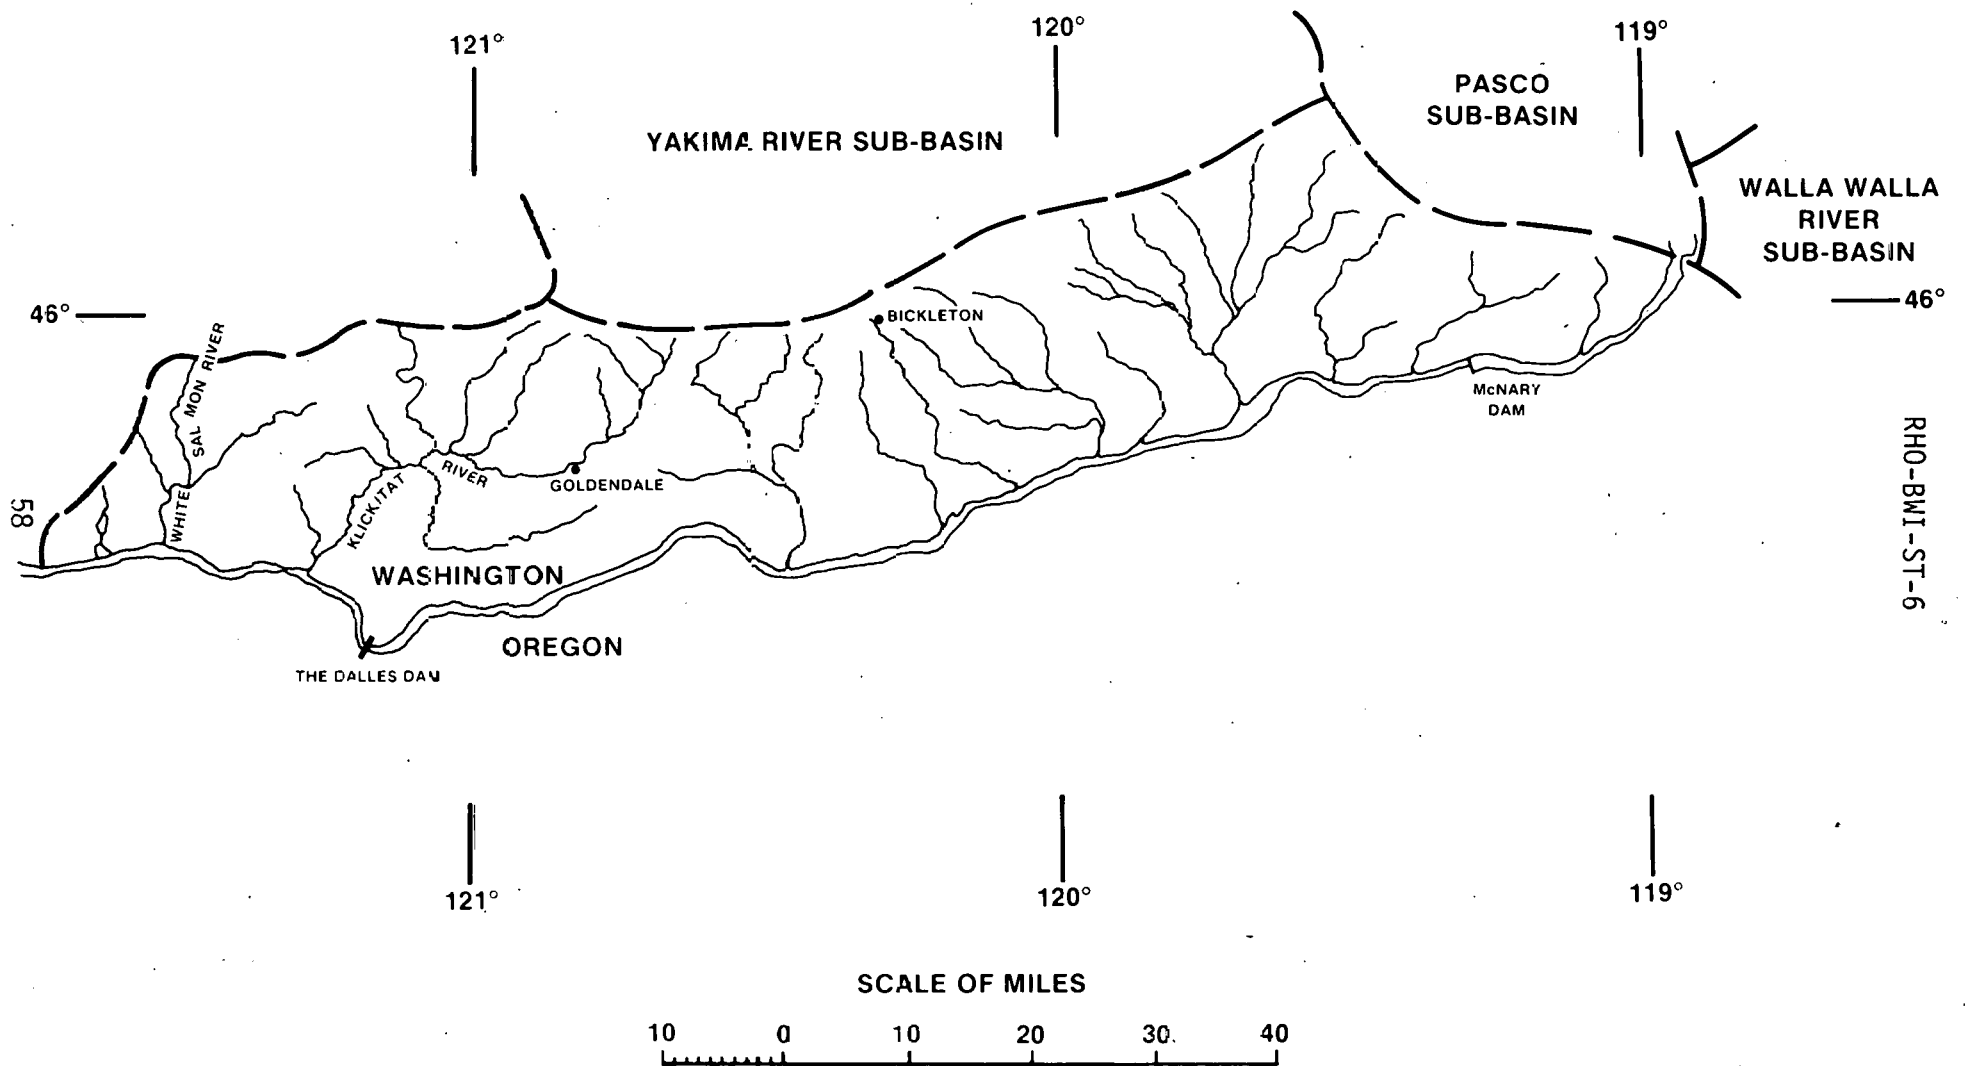 121°
120°
119°
PASCO
SUB-BASIN
YAKIMA RIVER SUB-BASIN
WALLA WALLA
RIVER
SUB-BASIN
46°
46°
BICKLETON
WHITE SALMON RIVER
McNARY
DAM
KLICKITAT RIVER
GOLDENDALE
58
RHO-BWI-ST-6
WASHINGTON
OREGON
THE DALLES DAM
121°
120°
119°
SCALE OF MILES
10 0 10 20 30 40